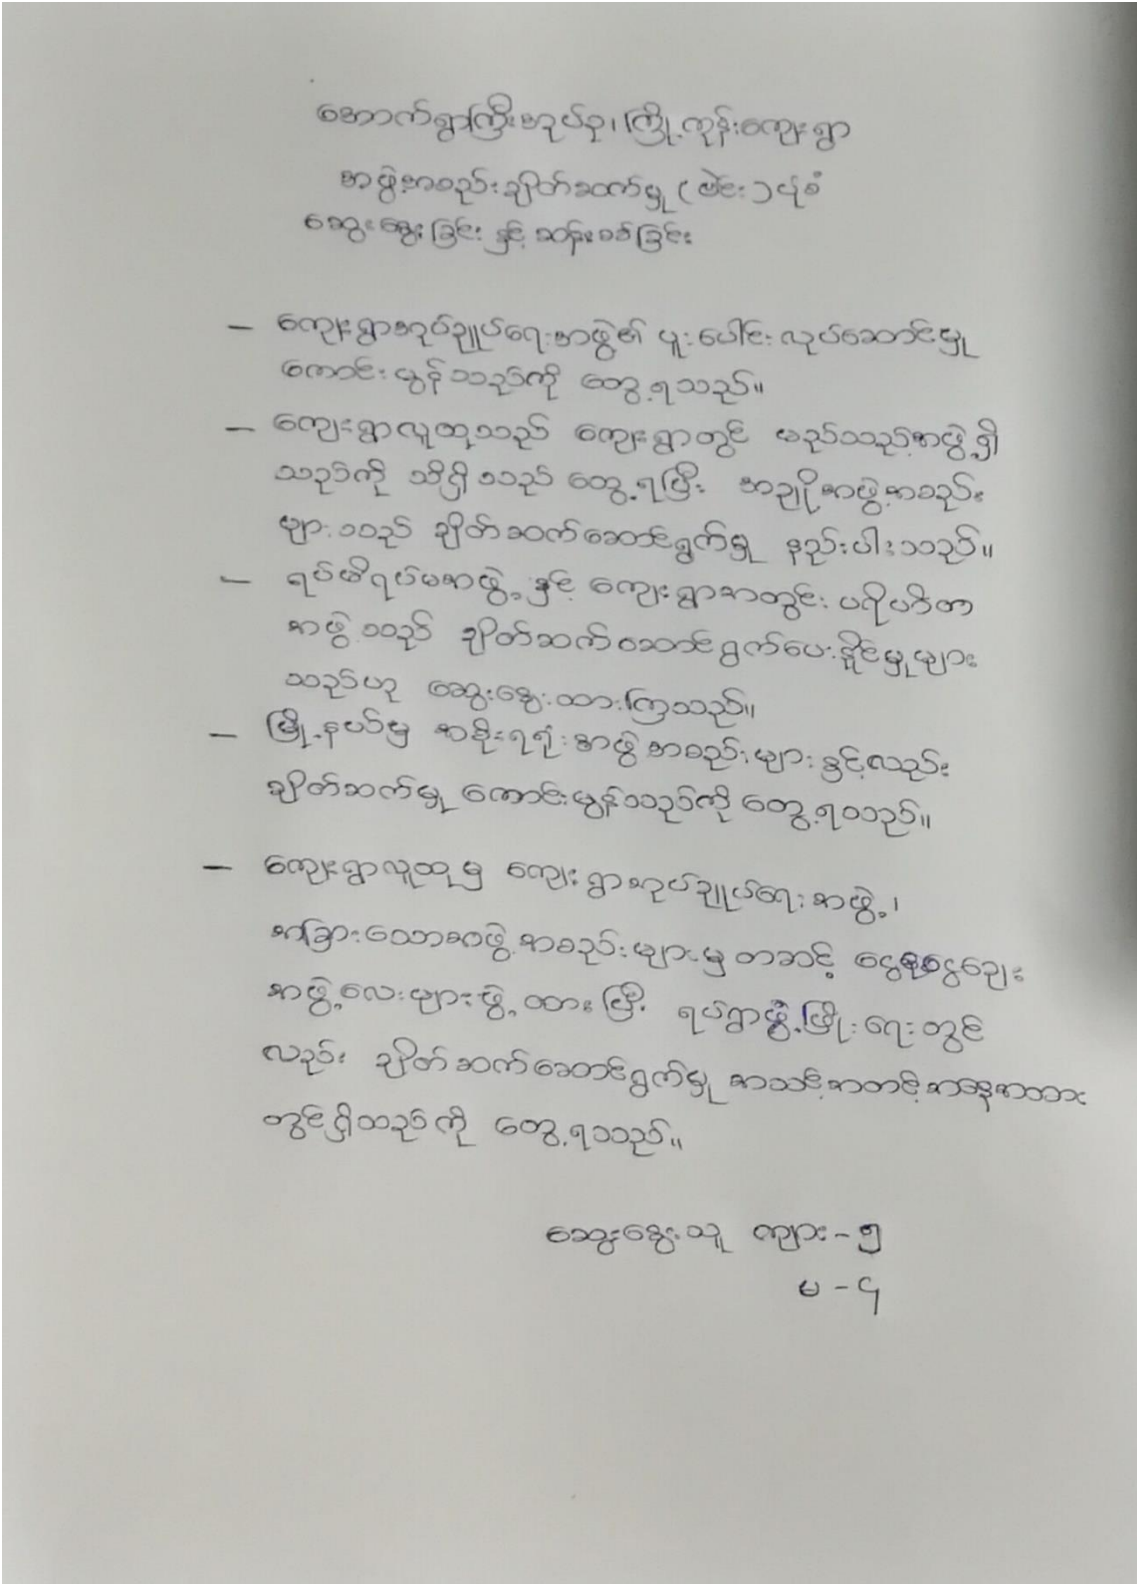 အောက်ရွာကြီးအုပ်စု၊ ကြို့ကုန်းကျေးရွာ
အဖွဲ့အစည်းချိတ်ဆက်မှု (ဗဲင်း) ပုံစံ
ဆွေးနွေးခြင်း နှင့် ဆန်းစစ်ခြင်း
– ကျေးရွာအုပ်ချုပ်ရေးအဖွဲ့၏ ပူးပေါင်းလုပ်ဆောင်မှု
ကောင်းမွန်သည်ကို တွေ့ရသည်။
– ကျေးရွာလူထုသည် ကျေးရွာတွင် မည်သည့်အဖွဲ့ရှိ
သည်ကို သိရှိသည် တွေ့ရပြီး အချို့အဖွဲ့အစည်း
များသည် ချိတ်ဆက်ဆောင်ရွက်မှု နည်းပါးသည်။
– ရပ်မိရပ်မအဖွဲ့ နှင့် ကျေးရွာအတွင်း ပရိုပဂိတ
အဖွဲ့သည် ချိတ်ဆက်ဆောင်ရွက်ပေးနိုင်မှုများ
သည်ဟု ဆွေးနွေးထားကြသည်။
– မြို့နယ်မှ အစိုးရရုံးအဖွဲ့အစည်းများနှင့်လည်း
ချိတ်ဆက်မှု ကောင်းမွန်သည်ကို တွေ့ရသည်။
– ကျေးရွာလူထုမှ ကျေးရွာအုပ်ချုပ်ရေးအဖွဲ့၊
အခြားသောအဖွဲ့အစည်းများမှ တဆင့် ငွေစုငွေချေး
အဖွဲ့လေးများဖွဲ့ထားပြီး ရပ်ရွာဖွံ့ဖြိုးရေးတွင်
လည်း ချိတ်ဆက်ဆောင်ရွက်မှု အသင့်အတင့်အနေအထား
တွင်ရှိသည်ကို တွေ့ရသည်။
ဆွေးနွေးသူ ကျား - ၅
မ - ၄